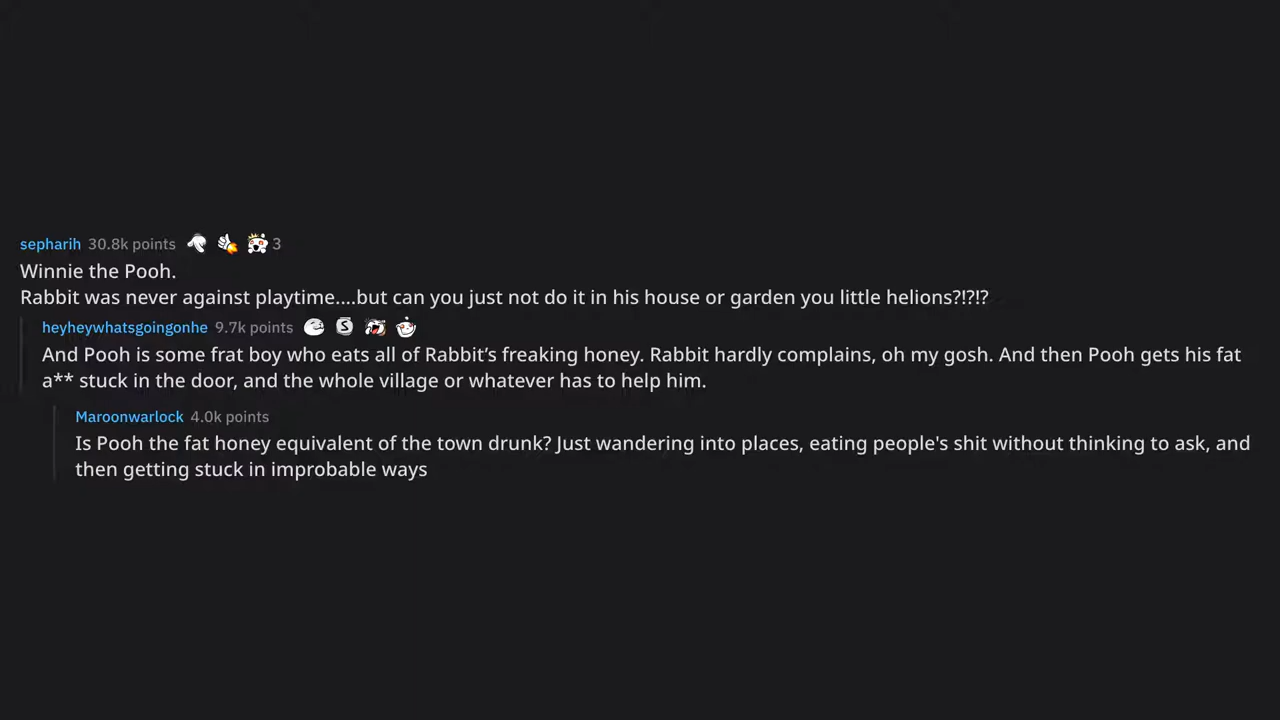 sepharih 30.8k points 3
Winnie the Pooh.
Rabbit was never against playtime....but can you just not do it in his house or garden you little helions?!?!?
heyheywhatsgoingonhe 9.7k points
And Pooh is some frat boy who eats all of Rabbit's freaking honey. Rabbit hardly complains, oh my gosh. And then Pooh gets his fat
a** stuck in the door, and the whole village or whatever has to help him.
Maroonwarlock 4.0k points
Is Pooh the fat honey equivalent of the town drunk? Just wandering into places, eating people's shit without thinking to ask, and
then getting stuck in improbable ways